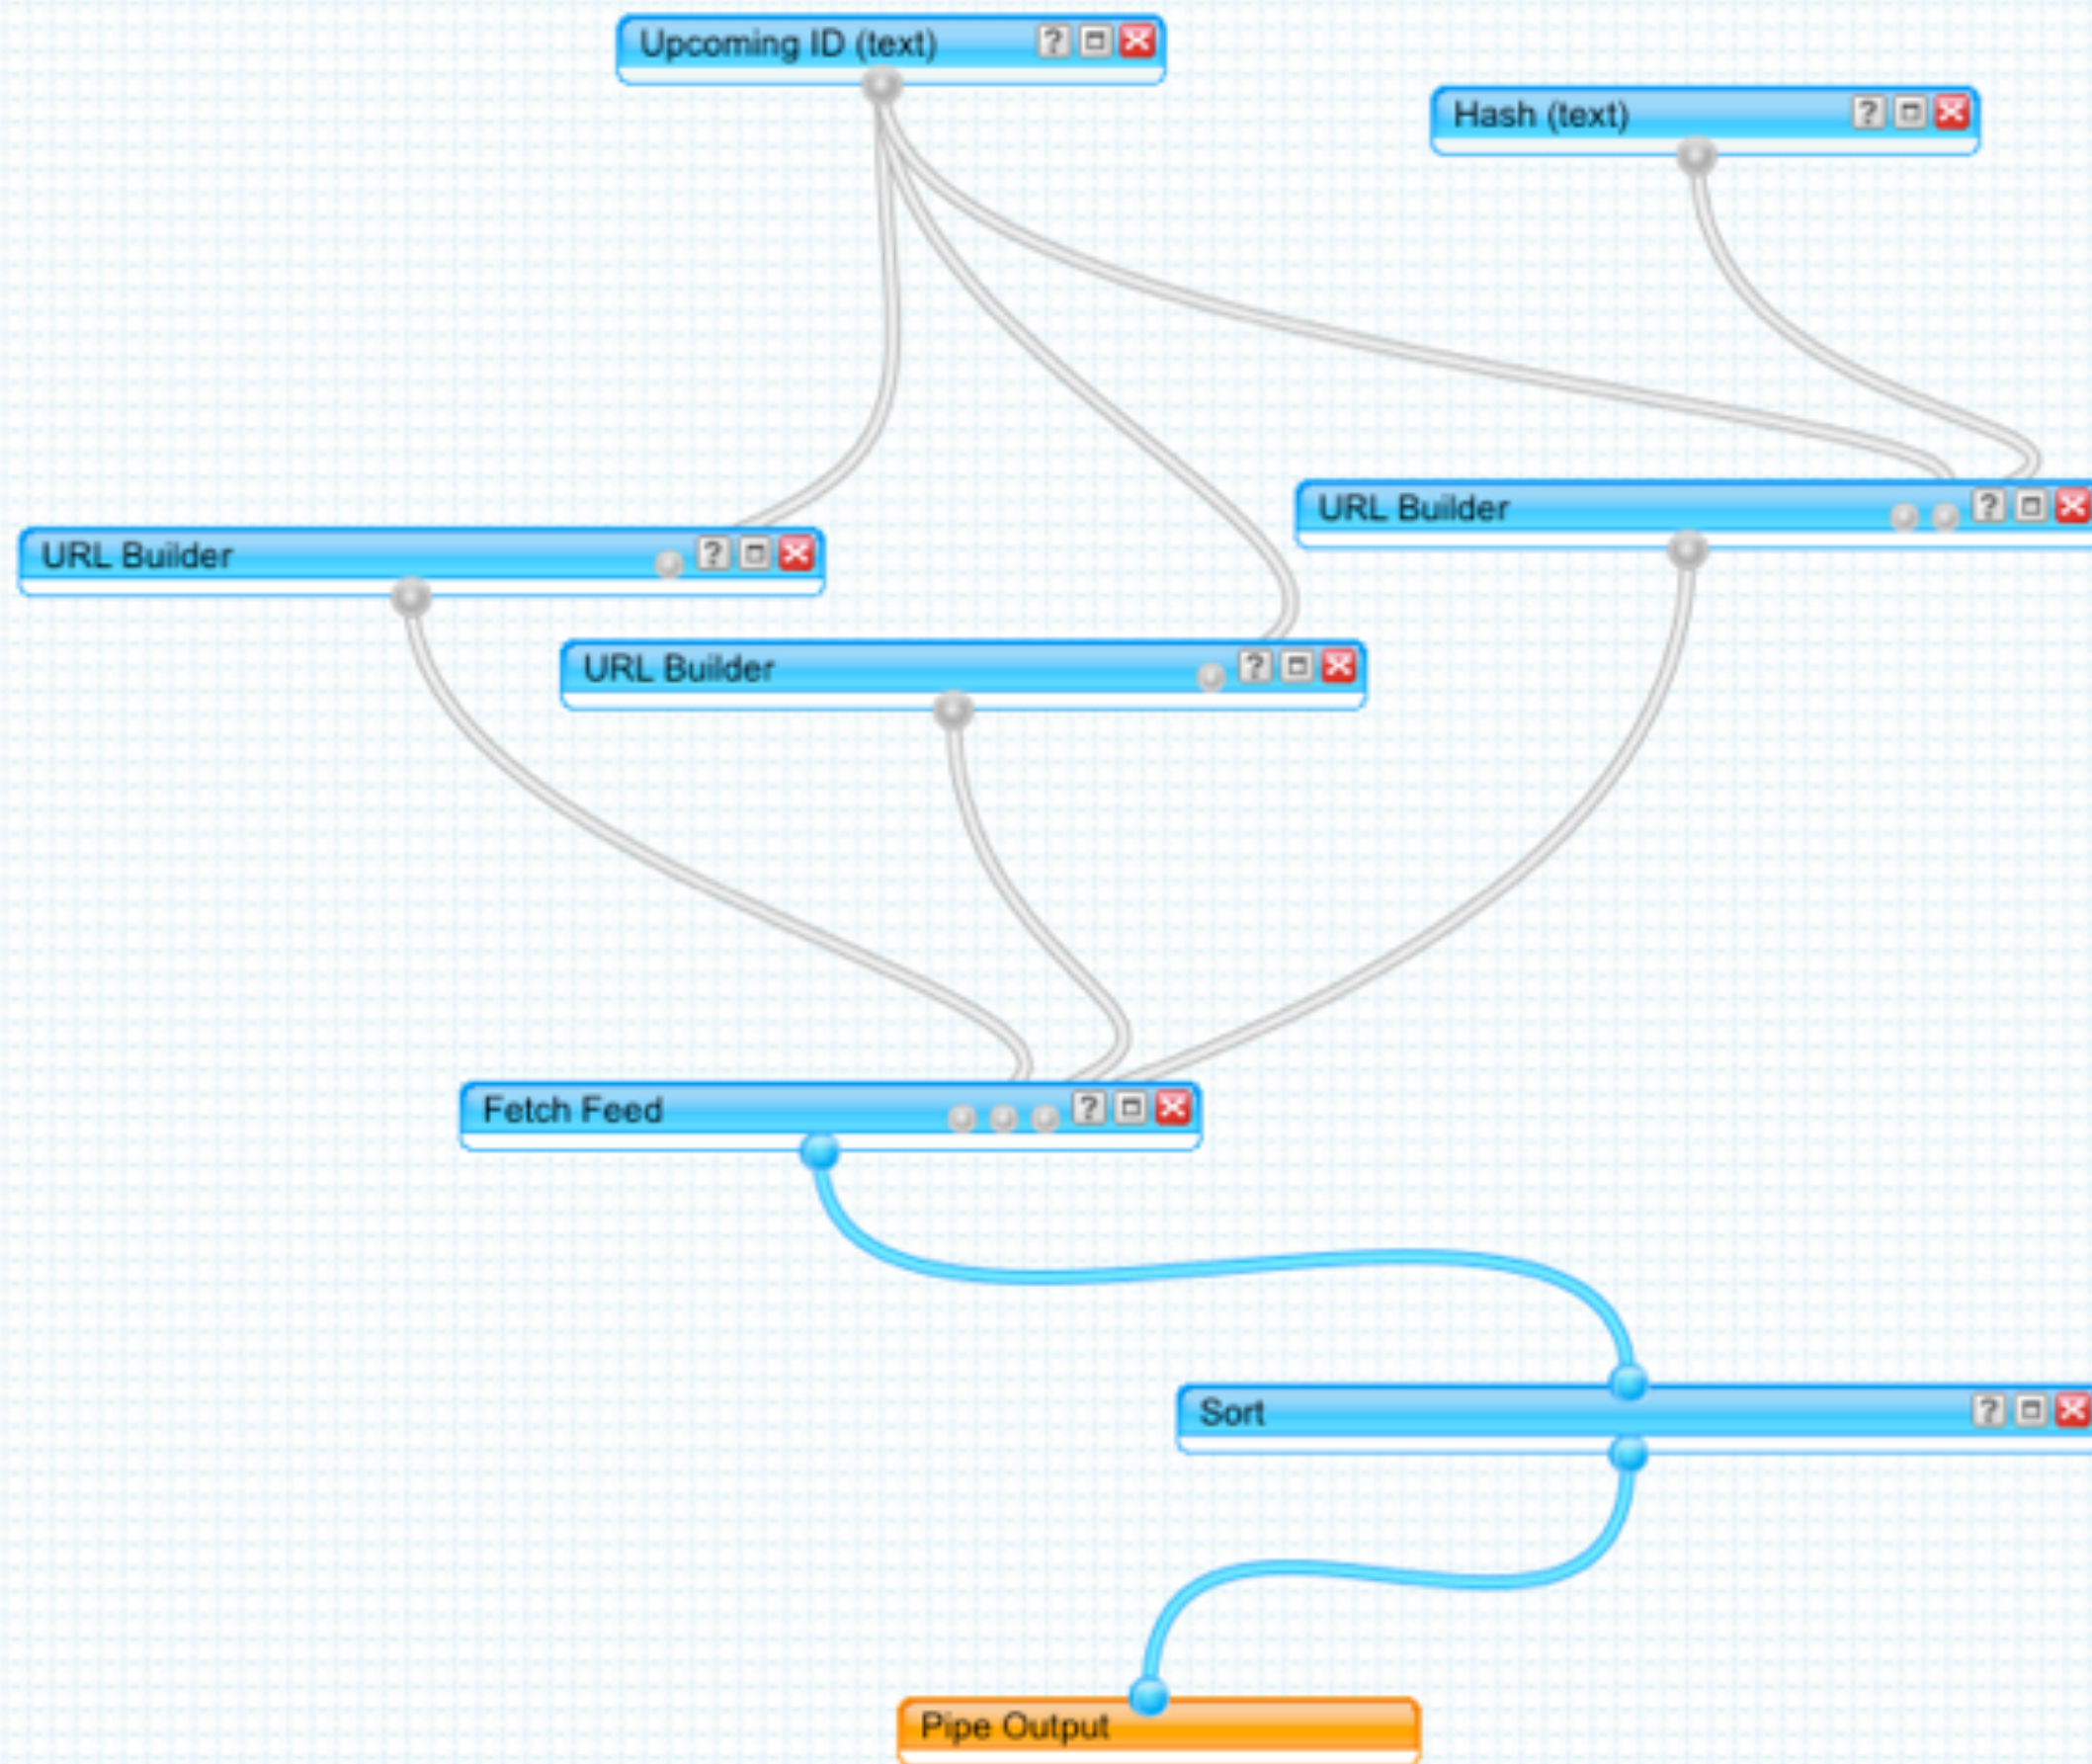 Upcoming ID (text) ?
Hash (text) ?
URL Builder ?
URL Builder ?
URL Builder ?
Fetch Feed ?
Sort ?
Pipe Output